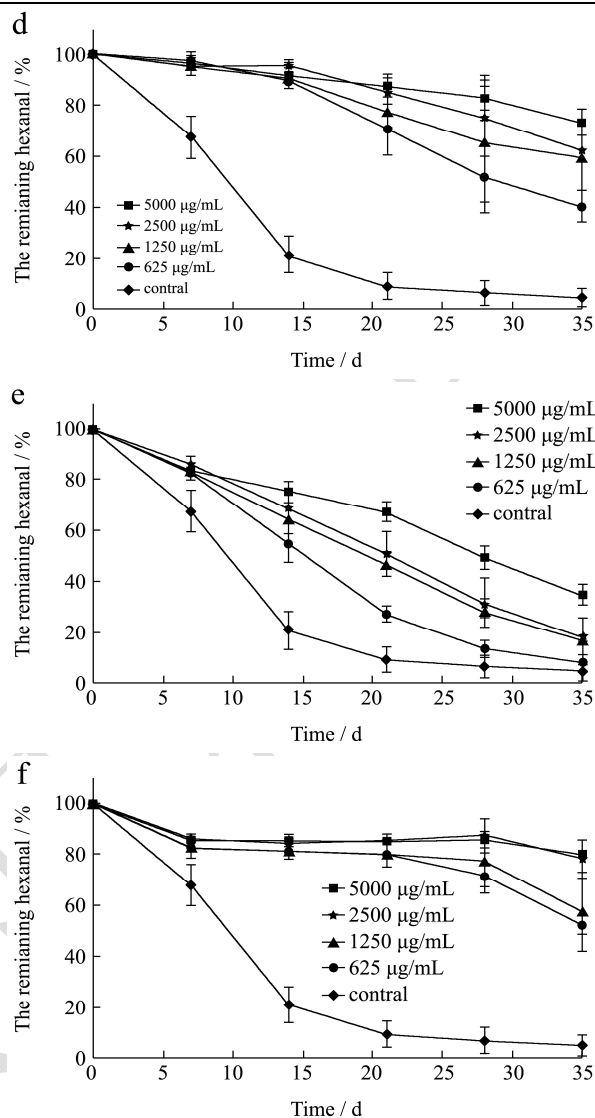 d
The remianing hexanal / %
100
80
60
40
20
0
5000 μg/mL
2500 μg/mL
1250 μg/mL
625 μg/mL
contral
0 5 10 15 20 25 30 35
Time / d
e
The remianing hexanal / %
100
80
60
40
20
0
5000 μg/mL
2500 μg/mL
1250 μg/mL
625 μg/mL
contral
0 5 10 15 20 25 30 35
Time / d
f
The remianing hexanal / %
100
80
60
40
20
0
5000 μg/mL
2500 μg/mL
1250 μg/mL
625 μg/mL
contral
0 5 10 15 20 25 30 35
Time / d